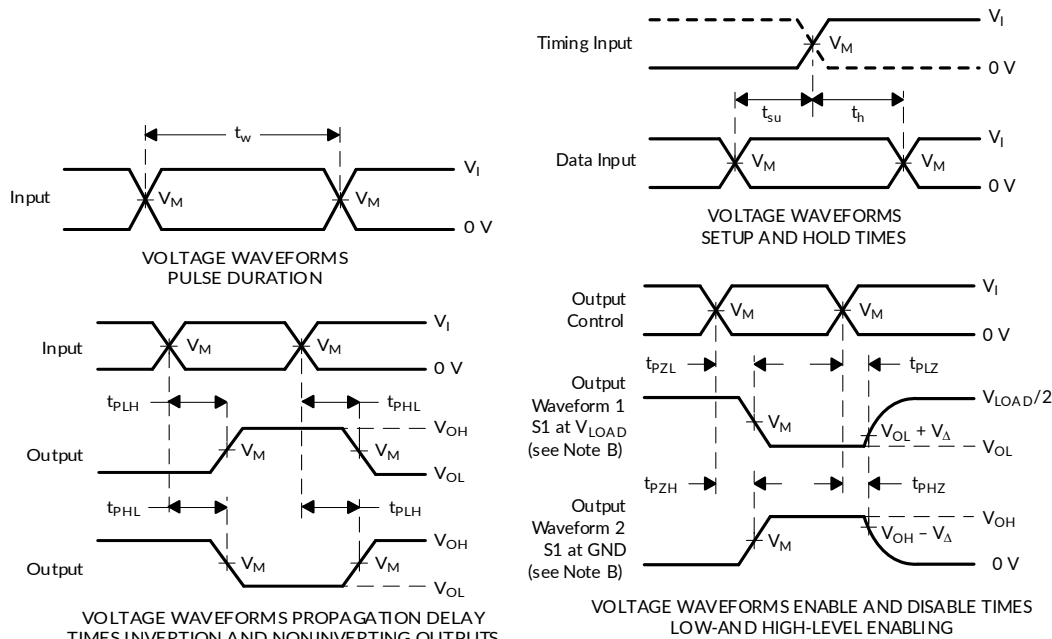 t_w
Input
V_I
V_M
V_M
0 V
VOLTAGE WAVEFORMS
PULSE DURATION
Timing Input
V_I
V_M
0 V
t_su
t_h
Data Input
V_I
V_M
V_M
0 V
VOLTAGE WAVEFORMS
SETUP AND HOLD TIMES
Input
V_I
V_M
V_M
0 V
t_PLH
t_PHL
Output
V_OH
V_M
V_M
V_OL
t_PHL
t_PLH
Output
V_OH
V_M
V_M
V_OL
VOLTAGE WAVEFORMS PROPAGATION DELAY
TIMES INVERTION AND NONINVERTING OUTPUTS
Output
Control
V_I
V_M
V_M
0 V
t_PZL
t_PLZ
Output
Waveform 1
S1 at V_LOAD
(see Note B)
V_LOAD/2
V_M
V_OL + V_Δ
V_OL
t_PZH
t_PHZ
Output
Waveform 2
S1 at GND
(see Note B)
V_OH
V_M
V_OH – V_Δ
0 V
VOLTAGE WAVEFORMS ENABLE AND DISABLE TIMES
LOW-AND HIGH-LEVEL ENABLING